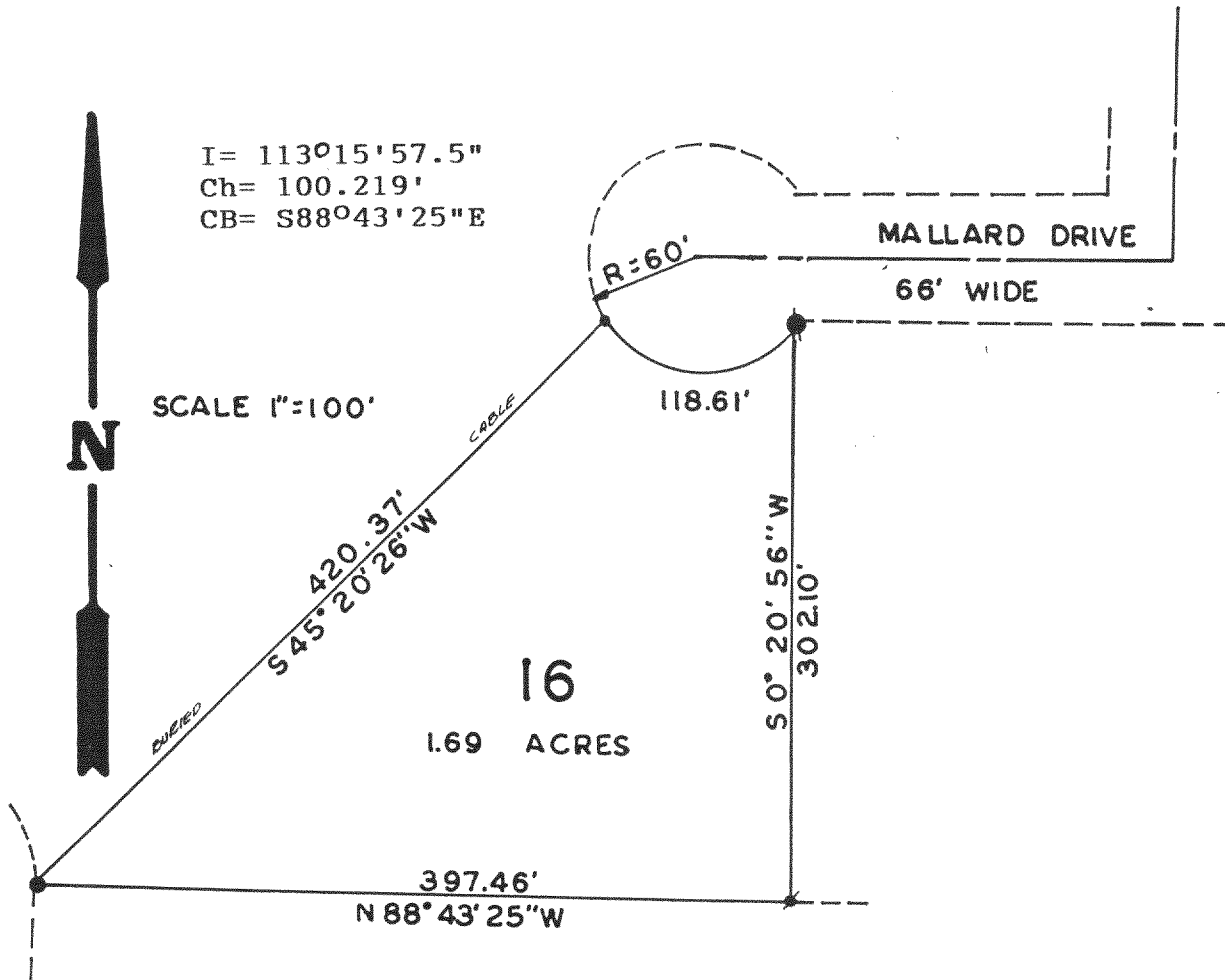 I= 113°15'57.5"
Ch= 100.219'
CB= S88°43'25"E
MALLARD DRIVE
R=60'
66' WIDE
SCALE 1"=100'
118.61'
CABLE
N
420.37'
S 45° 20' 26" W
S 0° 20' 56" W
302.10'
16
BURIED
1.69 ACRES
397.46'
N 88° 43' 25" W